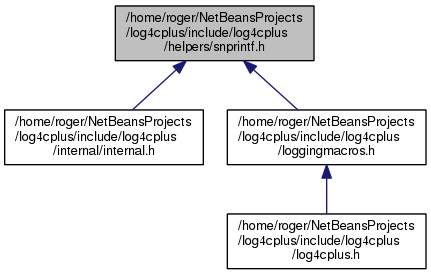 /home/roger/NetBeansProjects
/log4cplus/include/log4cplus
/helpers/snprintf.h
/home/roger/NetBeansProjects
/log4cplus/include/log4cplus
/internal/internal.h
/home/roger/NetBeansProjects
/log4cplus/include/log4cplus
/loggingmacros.h
/home/roger/NetBeansProjects
/log4cplus/include/log4cplus
/log4cplus.h